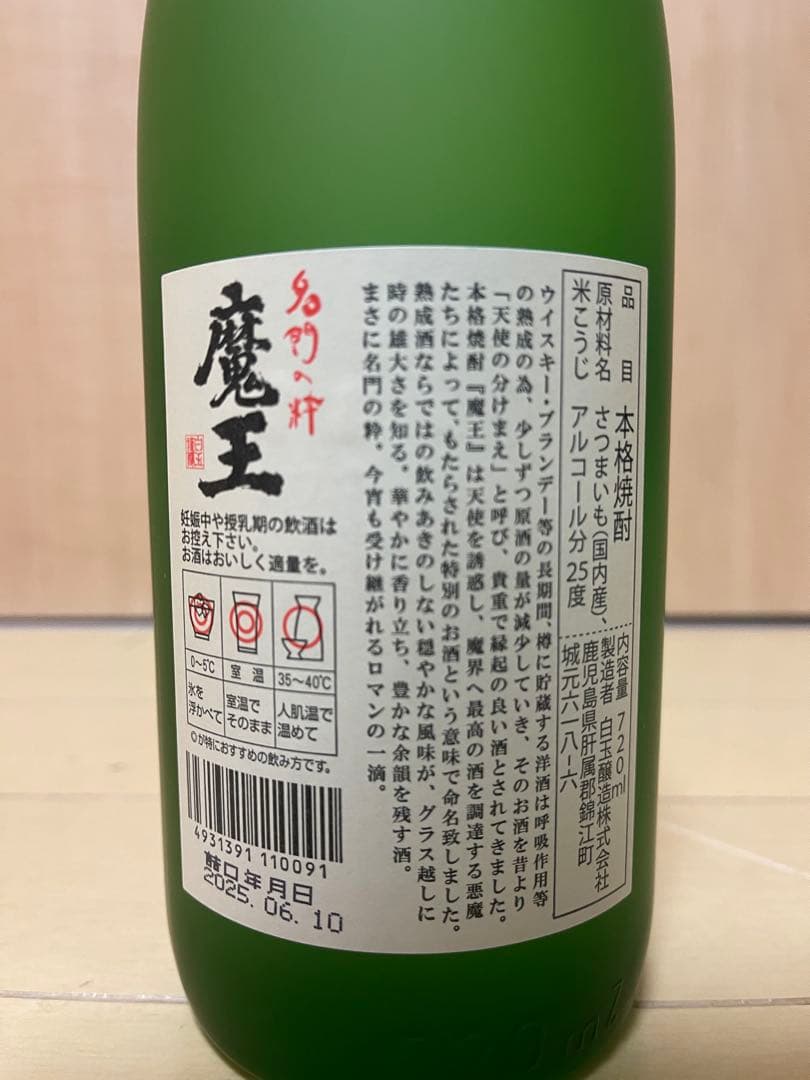 品目 本格焼酎
原材料名 さつまいも(国内産)、
米こうじ アルコール分 25度
内容量 720ml
製造者 白玉醸造株式会社
鹿児島県肝属郡錦江町
城元六一八-六
ウイスキー・ブランデー等の長期間、樽に貯蔵する洋酒は呼吸作用等
の熟成の為、少しずつ原酒の量が減少していき、そのお酒を昔より
「天使の分けまえ」と呼び、貴重で縁起の良い酒とされてきました。
本格焼酎『魔王』は天使を誘惑し、魔界へ最高の酒を調達する悪魔
たちによって、もたらされた特別のお酒という意味で命名致しました。
熟成酒ならではの飲みあきのしない穏やかな風味が、グラス越しに
時の雄大さを知る。華やかに香り立ち、豊かな余韻を残す酒。
まさに名門の粋。今宵も受け継がれるロマンの一滴。
名門の粋
魔王
妊娠中や授乳期の飲酒は
お控え下さい。
お酒はおいしく適量を。
0〜5℃ 室温 35〜40℃
氷を
浮かべて
室温で
そのまま
人肌温で
温めて
◎が特におすすめの飲み方です。
4931391 110091
詰口年月日
2025.06.10